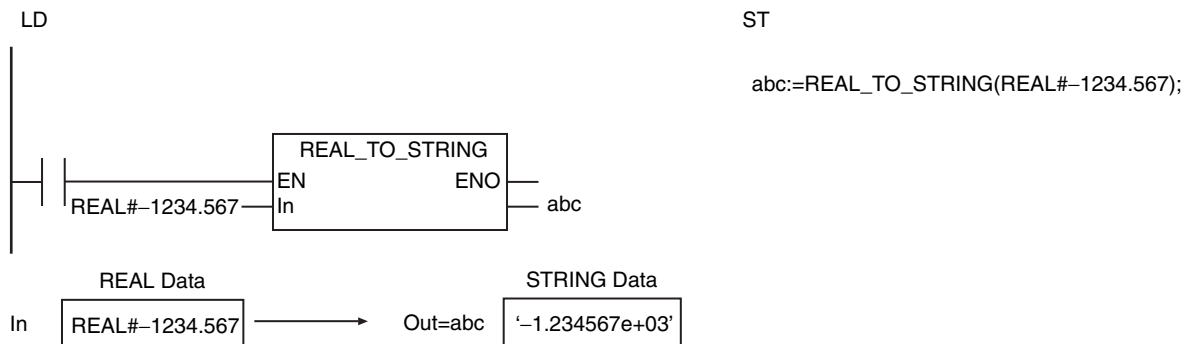 LD
ST
abc:=REAL_TO_STRING(REAL#−1234.567);
REAL_TO_STRING
EN ENO
REAL#−1234.567 In abc
REAL Data STRING Data
In REAL#−1234.567 Out=abc ‘−1.234567e+03’